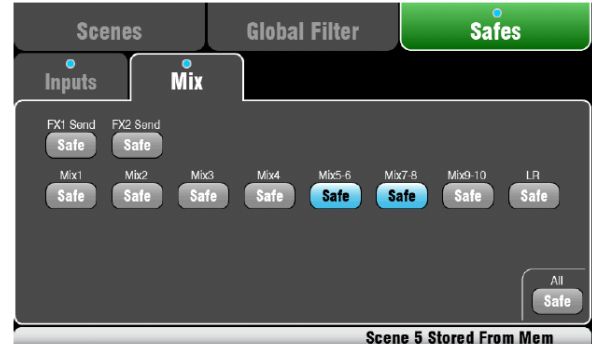 Scenes Global Filter Safes
Inputs Mix
FX1 Send FX2 Send
Safe Safe
Mix1 Mix2 Mix3 Mix4 Mix5-6 Mix7-8 Mix9-10 LR
Safe Safe Safe Safe Safe Safe Safe Safe
All
Safe
Scene 5 Stored From Mem